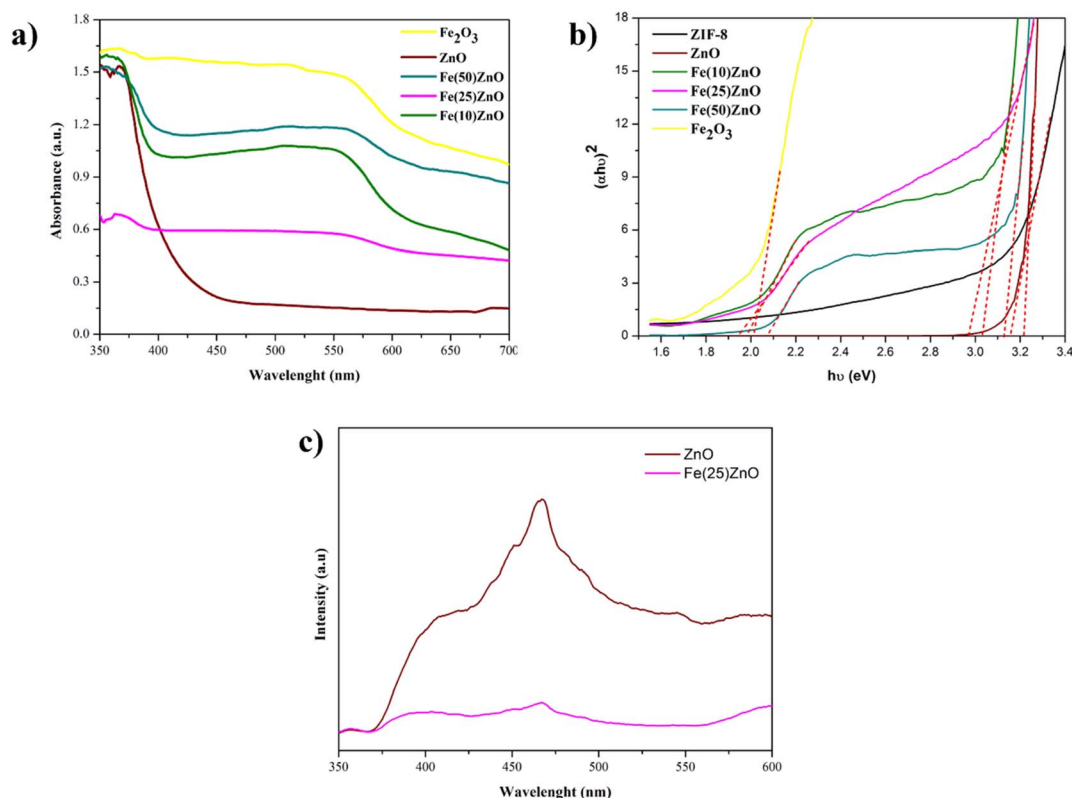 a)
1.8
1.5
1.2
0.9
0.6
0.3
0.0
Absorbance (a.u.)
Fe2O3
ZnO
Fe(50)ZnO
Fe(25)ZnO
Fe(10)ZnO
350 400 450 500 550 600 650 700
Wavelenght (nm)
b)
18
15
12
9
6
3
0
(αhυ)²
ZIF-8
ZnO
Fe(10)ZnO
Fe(25)ZnO
Fe(50)ZnO
Fe2O3
1.6 1.8 2.0 2.2 2.4 2.6 2.8 3.0 3.2 3.4
hυ (eV)
c)
Intensity (a.u)
ZnO
Fe(25)ZnO
350 400 450 500 550 600
Wavelenght (nm)